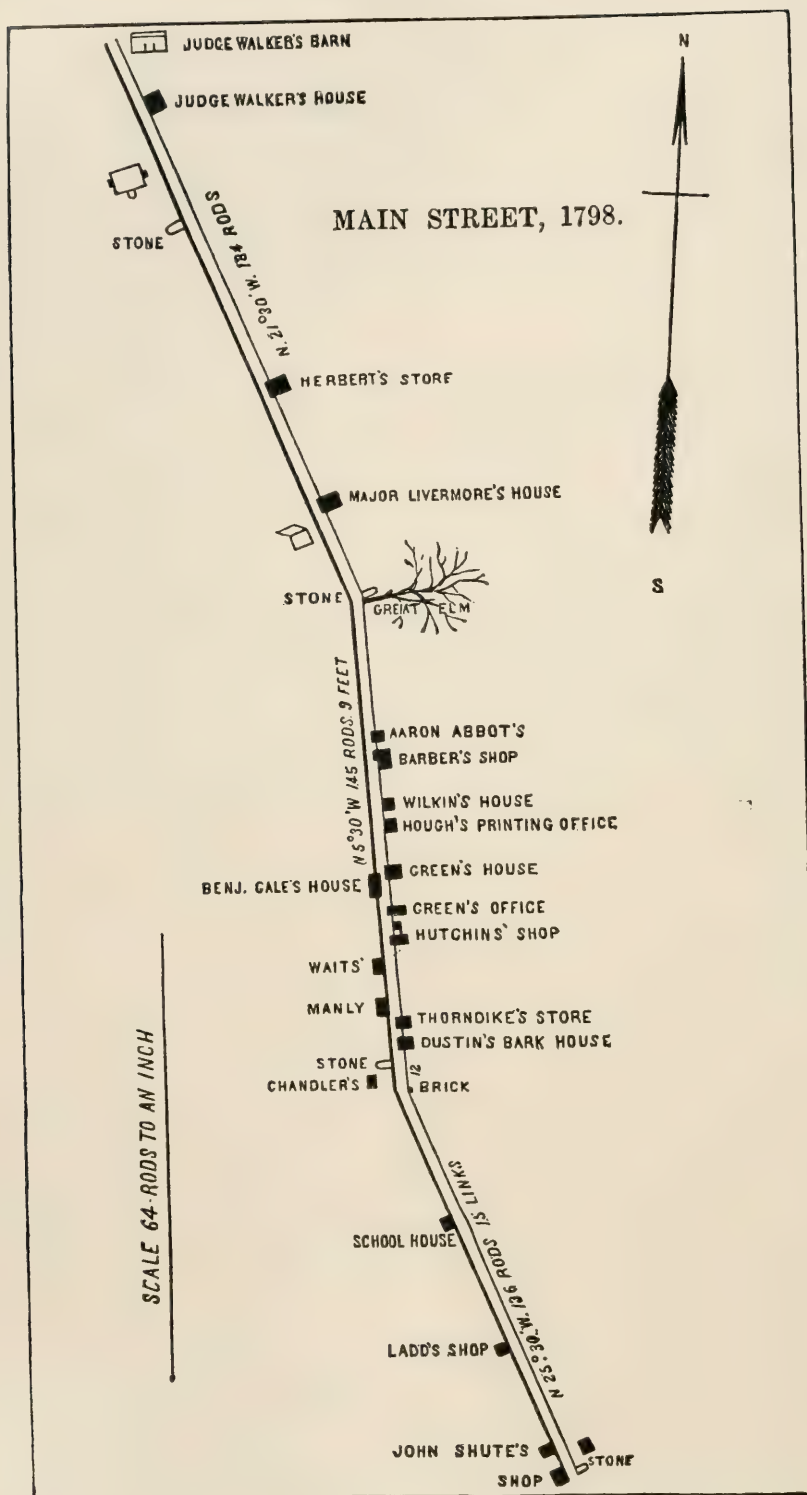 JUDGE WALKER'S BARN
N
JUDGE WALKER'S HOUSE
MAIN STREET, 1798.
STONE
N. 21°30' W. 184 RODS
HERBERT'S STORE
MAJOR LIVERMORE'S HOUSE
STONE
GREAT ELM
S
AARON ABBOT'S
BARBER'S SHOP
N 5°30' W 145 RODS. 9 FEET
WILKIN'S HOUSE
HOUGH'S PRINTING OFFICE
GREEN'S HOUSE
BENJ. GALE'S HOUSE
GREEN'S OFFICE
HUTCHINS' SHOP
WAITS'
MANLY
THORNDIKE'S STORE
DUSTIN'S BARK HOUSE
STONE
12
CHANDLER'S
BRICK
SCALE 64-RODS TO AN INCH
SCHOOL HOUSE
N 25°.30.'W. 136 RODS 15 LINKS
LADD'S SHOP
JOHN SHUTE'S
STONE
SHOP